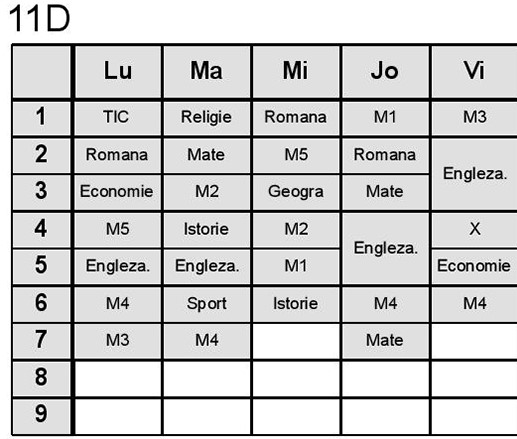 11D
Lu Ma Mi Jo Vi
1 TIC Religie Romana M1 M3
2 Romana Mate M5 Romana Engleza.
3 Economie M2 Geogra Mate
4 M5 Istorie M2 Engleza. X
5 Engleza. Engleza. M1 Economie
6 M4 Sport Istorie M4 M4
7 M3 M4 Mate
8
9